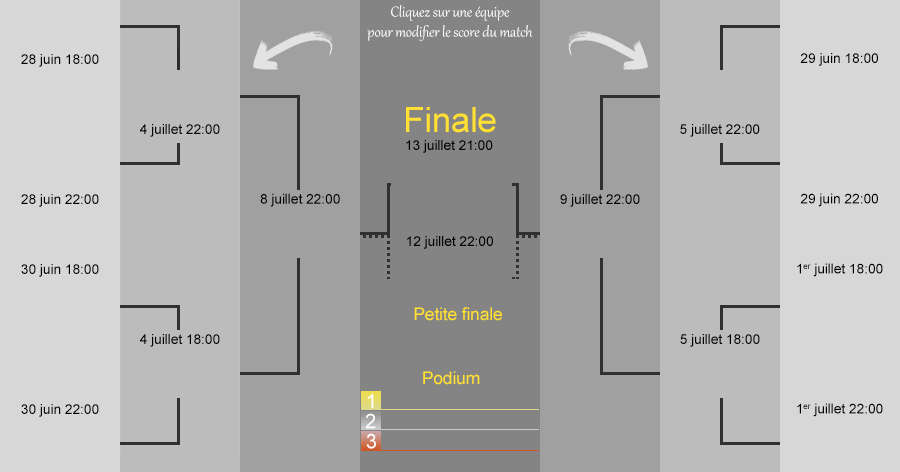 Cliquez sur une équipe
pour modifier le score du match
28 juin 18:00
4 juillet 22:00
28 juin 22:00
8 juillet 22:00
30 juin 18:00
4 juillet 18:00
30 juin 22:00
Finale
13 juillet 21:00
12 juillet 22:00
Petite finale
Podium
1
2
3
29 juin 18:00
5 juillet 22:00
29 juin 22:00
9 juillet 22:00
1er juillet 18:00
5 juillet 18:00
1er juillet 22:00